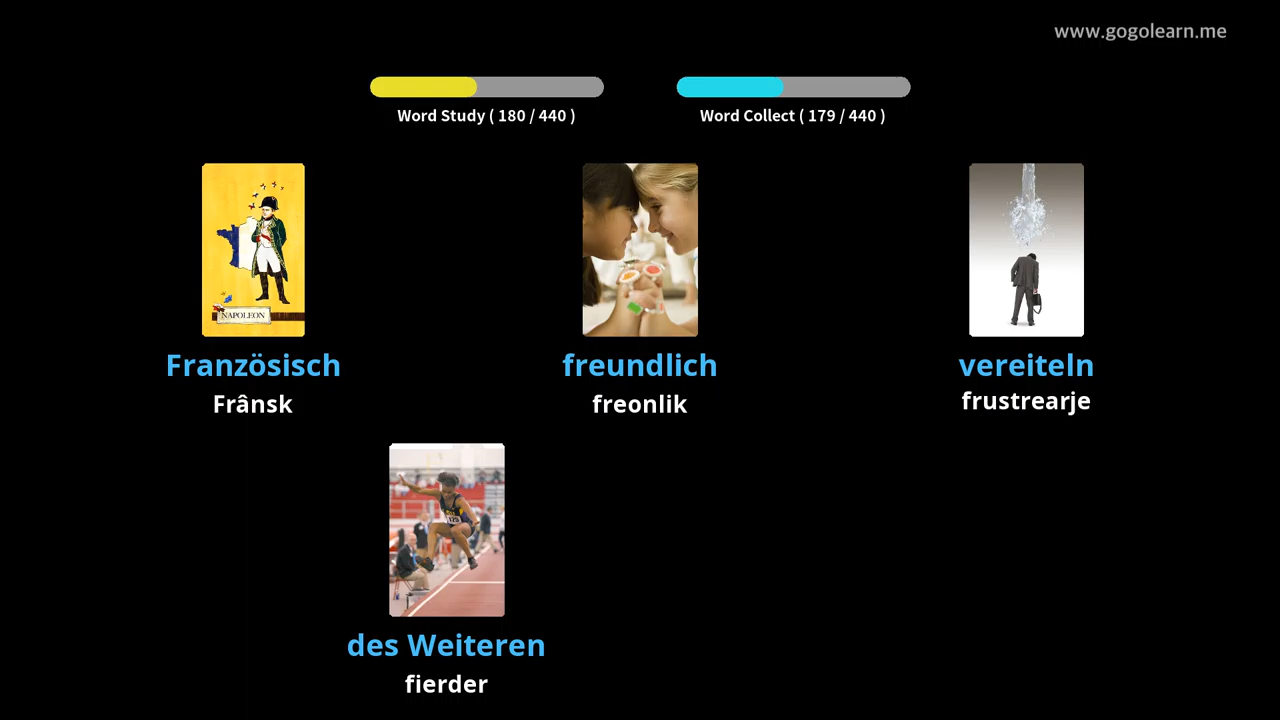 www.gogolearn.me
Word Study ( 180 / 440 )
Word Collect ( 179 / 440 )
NAPOLEON
Französisch
freundlich
vereiteln
Frânsk
freonlik
frustrearje
des Weiteren
fierder